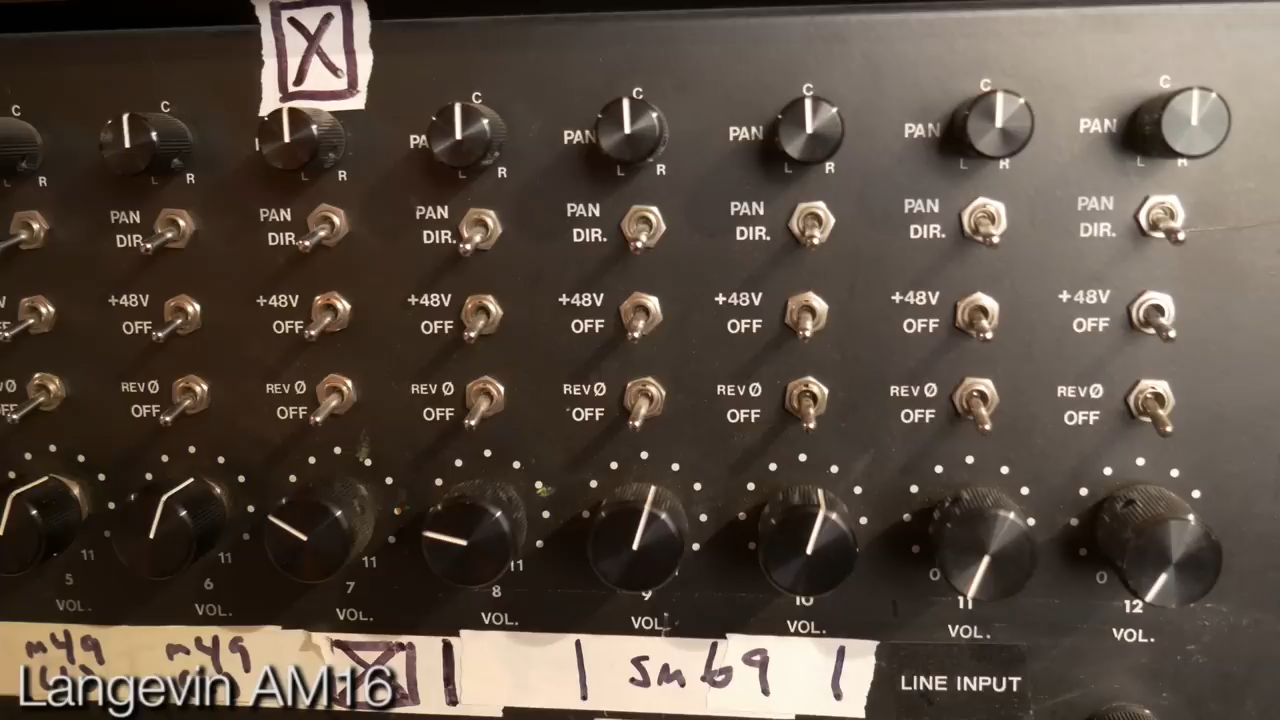 X
C C C C C C C
PAN PAN PAN PAN PAN
L R L R L R L R L R L R L R L R
PAN PAN PAN PAN PAN PAN PAN
DIR. DIR. DIR. DIR. DIR. DIR. DIR.
+48V +48V +48V +48V +48V +48V +48V
OFF OFF OFF OFF OFF OFF OFF
REV Ø REV Ø REV Ø REV Ø REV Ø REV Ø REV Ø
OFF OFF OFF OFF OFF OFF OFF
11 11 11 11 0 0
5 6 7 8 9 10 11 12
VOL. VOL. VOL. VOL. VOL. VOL. VOL. VOL.
m49 m49 X sm69
LINE INPUT
Langevin AM16